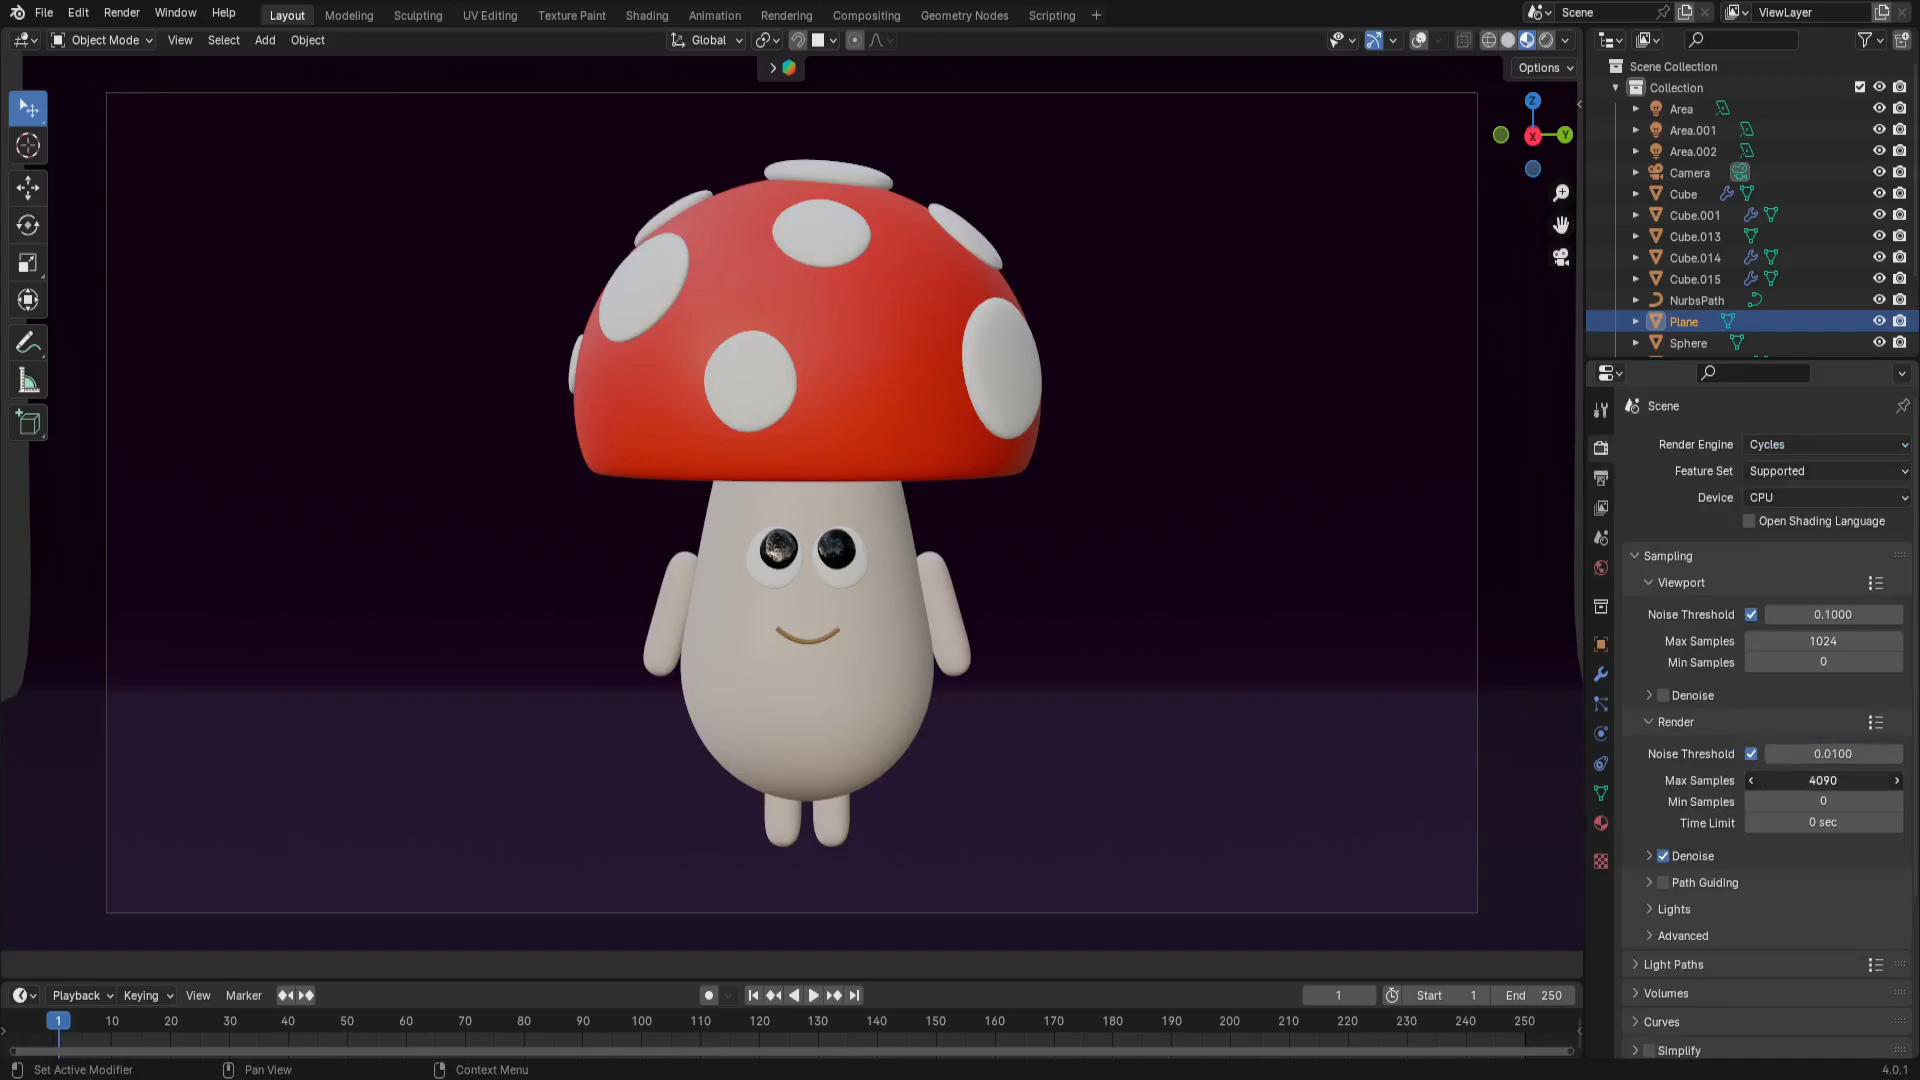 File Edit Render Window Help Layout Modeling Sculpting UV Editing Texture Paint Shading Animation Rendering Compositing Geometry Nodes Scripting + Scene ViewLayer
Object Mode View Select Add Object Global
Options
Z
X Y
Scene Collection
Collection
Area
Area.001
Area.002
Camera
Cube
Cube.001
Cube.013
Cube.014
Cube.015
NurbsPath
Plane
Sphere
Scene
Render Engine Cycles
Feature Set Supported
Device CPU
Open Shading Language
Sampling
Viewport
Noise Threshold 0.1000
Max Samples 1024
Min Samples 0
Denoise
Render
Noise Threshold 0.0100
Max Samples 4090
Min Samples 0
Time Limit 0 sec
Denoise
Path Guiding
Lights
Advanced
Light Paths
Volumes
Curves
Simplify
Playback Keying View Marker 1 Start 1 End 250
1 10 20 30 40 50 60 70 80 90 100 110 120 130 140 150 160 170 180 190 200 210 220 230 240 250
Set Active Modifier Pan View Context Menu 4.0.1